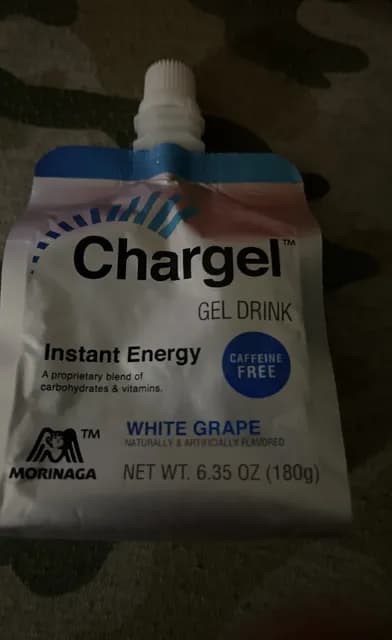 Chargel™
GEL DRINK
Instant Energy
A proprietary blend of
carbohydrates & vitamins.
CAFFEINE
FREE
WHITE GRAPE
NATURALLY & ARTIFICIALLY FLAVORED
™
MORINAGA
NET WT. 6.35 OZ (180g)